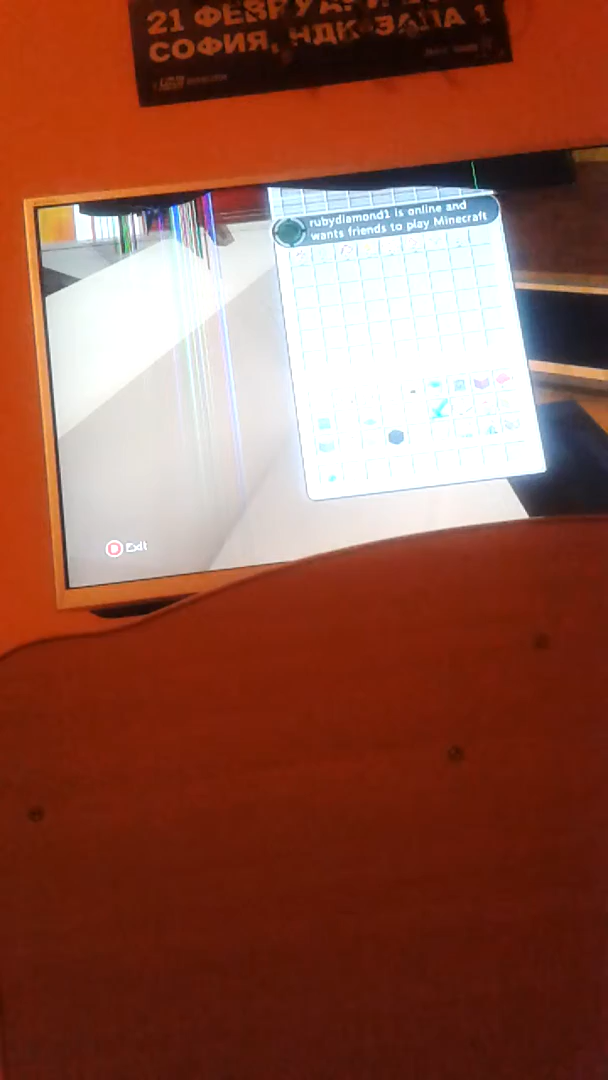 21 ФЕВРУАРИ
СОФИЯ, НДК-ЗАЛА 1
rubydiamond1 is online and
wants friends to play Minecraft
Exit